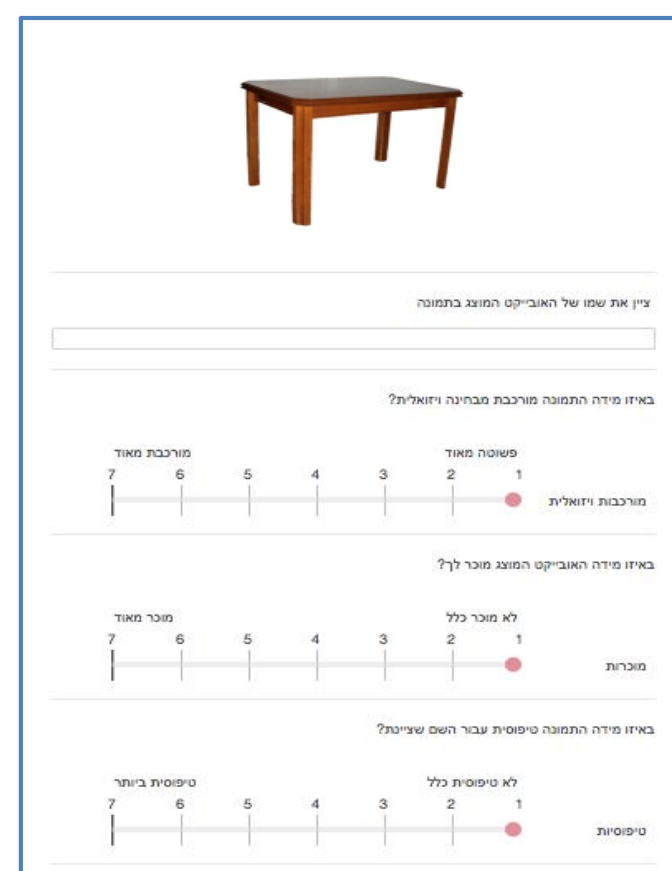 ציין את שמו של האובייקט המוצג בתמונה
באיזו מידה התמונה מורכבת מבחינה ויזואלית?
פשוטה מאוד מורכבת מאוד
1 2 3 4 5 6 7
מורכבות ויזואלית
באיזו מידה האובייקט המוצג מוכר לך?
לא מוכר כלל מוכר מאוד
1 2 3 4 5 6 7
מוכרות
באיזו מידה התמונה טיפוסית עבור השם שציינת?
לא טיפוסית כלל טיפוסית ביותר
1 2 3 4 5 6 7
טיפוסיות